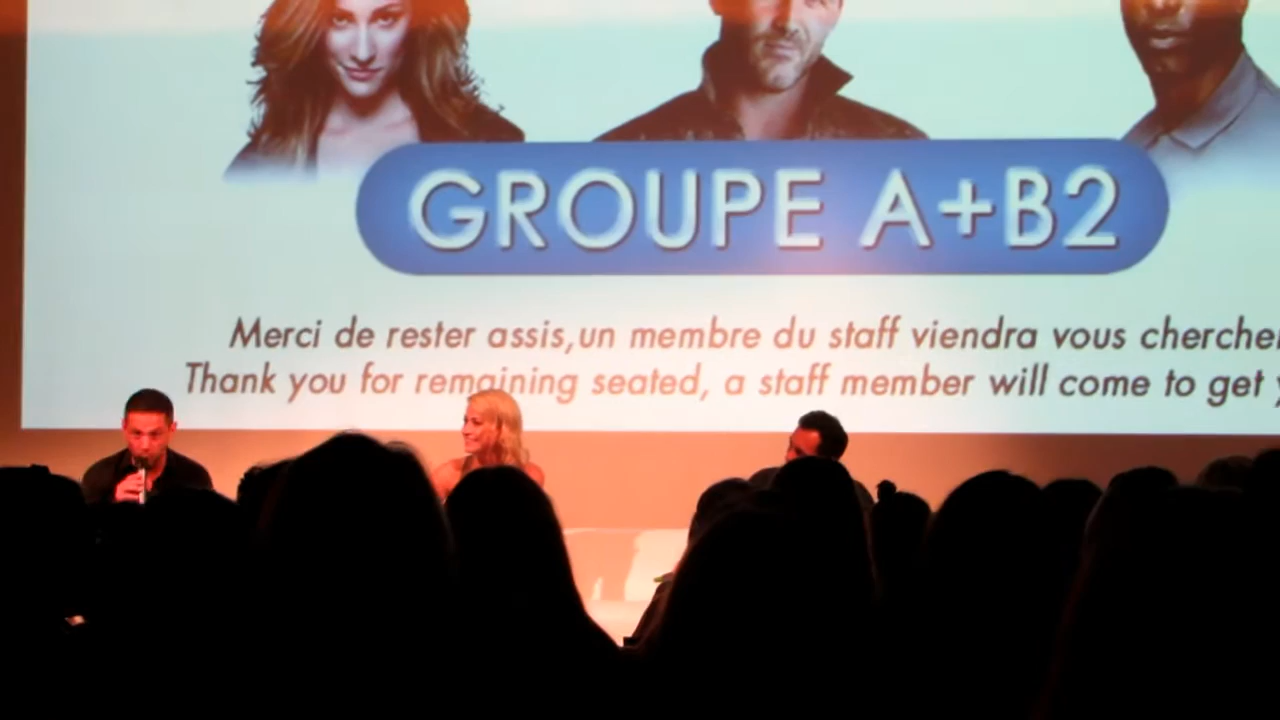 GROUPE A+B2
Merci de rester assis,un membre du staff viendra vous chercher
Thank you for remaining seated, a staff member will come to get